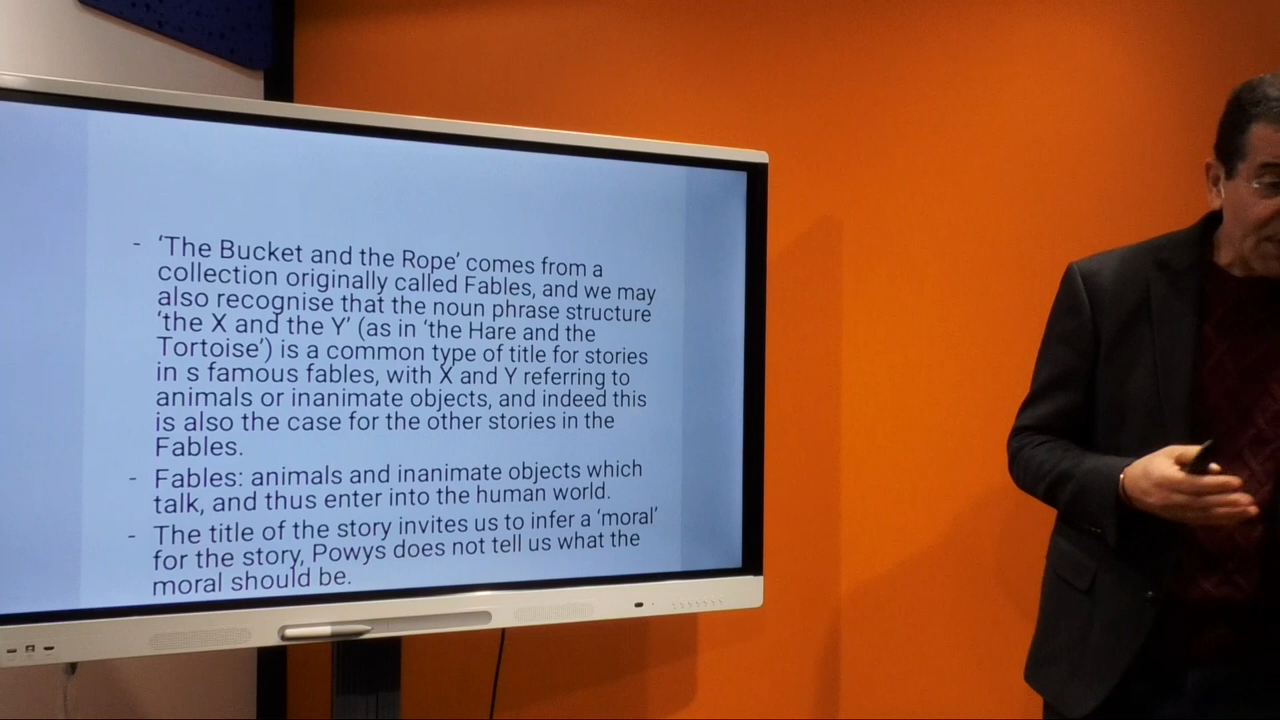 - ‘The Bucket and the Rope’ comes from a
collection originally called Fables, and we may
also recognise that the noun phrase structure
‘the X and the Y’ (as in ‘the Hare and the
Tortoise’) is a common type of title for stories
in s famous fables, with X and Y referring to
animals or inanimate objects, and indeed this
is also the case for the other stories in the
Fables.
- Fables: animals and inanimate objects which
talk, and thus enter into the human world.
- The title of the story invites us to infer a ‘moral’
for the story, Powys does not tell us what the
moral should be.